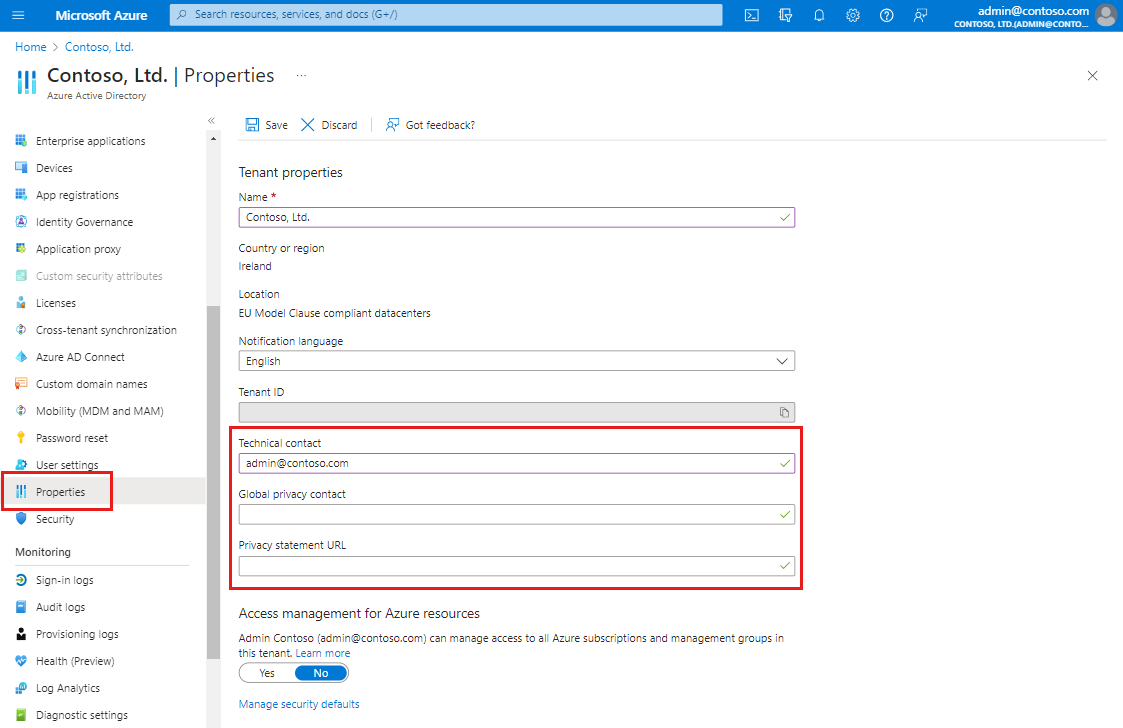 Microsoft Azure
Search resources, services, and docs (G+/)
admin@contoso.com
CONTOSO, LTD.(ADMIN@CONTO...
Home > Contoso, Ltd.
Contoso, Ltd. | Properties ...
Azure Active Directory
Enterprise applications
Devices
App registrations
Identity Governance
Application proxy
Custom security attributes
Licenses
Cross-tenant synchronization
Azure AD Connect
Custom domain names
Mobility (MDM and MAM)
Password reset
User settings
Properties
Security
Monitoring
Sign-in logs
Audit logs
Provisioning logs
Health (Preview)
Log Analytics
Diagnostic settings
Save Discard Got feedback?
Tenant properties
Name *
Contoso, Ltd.
Country or region
Ireland
Location
EU Model Clause compliant datacenters
Notification language
English
Tenant ID
Technical contact
admin@contoso.com
Global privacy contact
Privacy statement URL
Access management for Azure resources
Admin Contoso (admin@contoso.com) can manage access to all Azure subscriptions and management groups in
this tenant. Learn more
Yes No
Manage security defaults